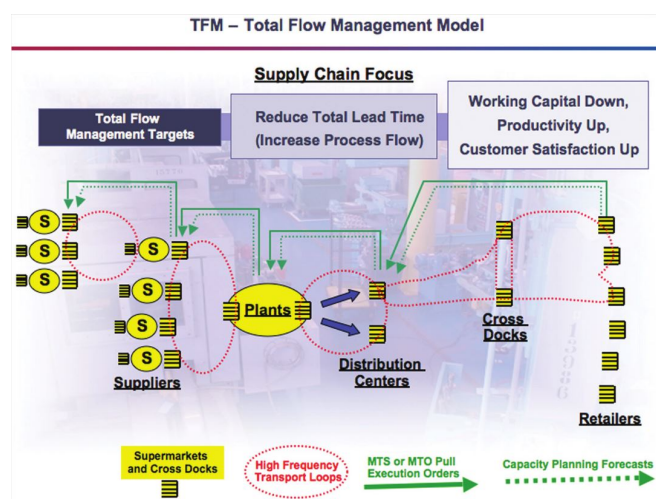 TFM – Total Flow Management Model
Supply Chain Focus
Total Flow
Management Targets
Reduce Total Lead Time
(Increase Process Flow)
Working Capital Down,
Productivity Up,
Customer Satisfaction Up
S
S
S
S
S
S
S
Suppliers
Plants
Distribution
Centers
Cross
Docks
Retailers
Supermarkets
and Cross Docks
High Frequency
Transport Loops
MTS or MTO Pull
Execution Orders
Capacity Planning Forecasts